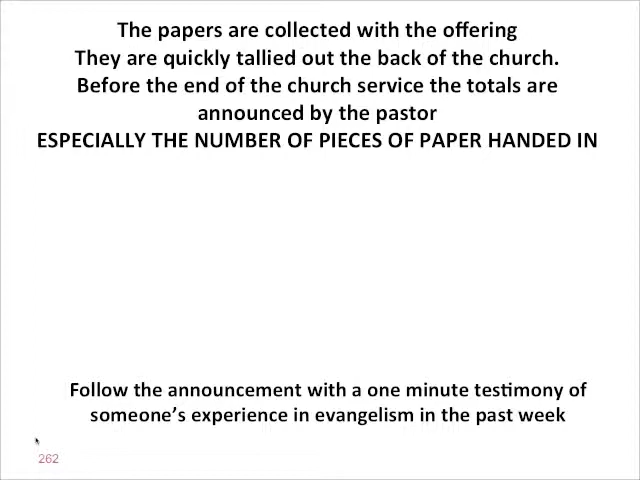 The papers are collected with the offering
They are quickly tallied out the back of the church.
Before the end of the church service the totals are
announced by the pastor
ESPECIALLY THE NUMBER OF PIECES OF PAPER HANDED IN
Follow the announcement with a one minute testimony of
someone’s experience in evangelism in the past week
262